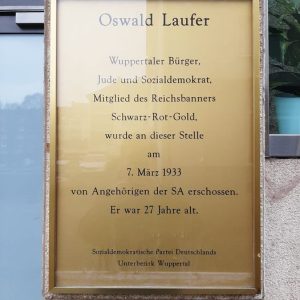 Oswald Laufer
Wuppertaler Bürger,
Jude und Sozialdemokrat,
Mitglied des Reichsbanners
Schwarz-Rot-Gold,
wurde an dieser Stelle
am
7. März 1933
von Angehörigen der SA erschossen.
Er war 27 Jahre alt.
Sozialdemokratische Partei Deutschlands
Unterbezirk Wuppertal